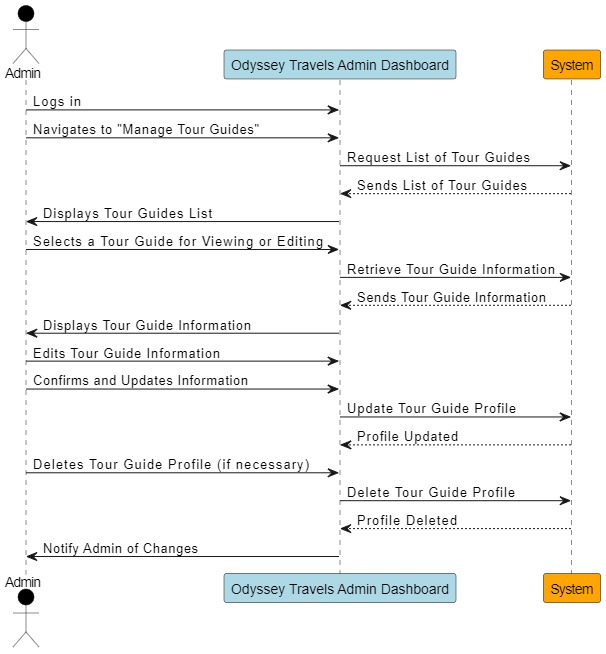 Admin
Odyssey Travels Admin Dashboard
System
Logs in
Navigates to "Manage Tour Guides"
Request List of Tour Guides
Sends List of Tour Guides
Displays Tour Guides List
Selects a Tour Guide for Viewing or Editing
Retrieve Tour Guide Information
Sends Tour Guide Information
Displays Tour Guide Information
Edits Tour Guide Information
Confirms and Updates Information
Update Tour Guide Profile
Profile Updated
Deletes Tour Guide Profile (if necessary)
Delete Tour Guide Profile
Profile Deleted
Notify Admin of Changes
Admin
Odyssey Travels Admin Dashboard
System